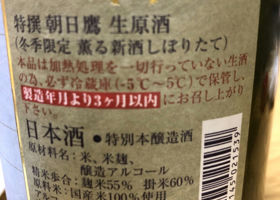 特撰 朝日鷹 生原酒
(冬季限定 薫る新酒しぼりたて)
本品は加熱処理を一切行っていない生酒
の為、必ず冷蔵庫(-5℃~5℃)で保管し、
製造年月より3ヶ月以内にお召し上がり
下さい。
日本酒 ●特別本醸造酒
原材料名:米、米麹、
醸造アルコール
精米歩合:麹米55% 掛米60%
原料米:国産米100%使用